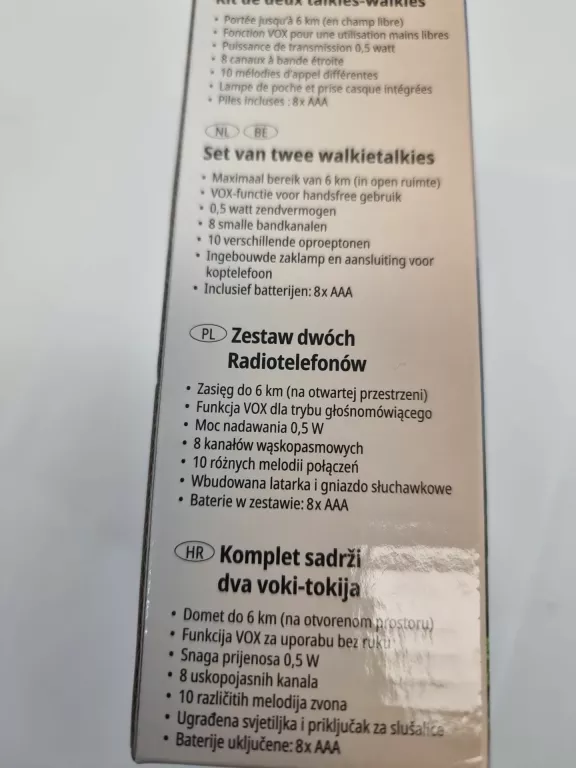 Kit de deux talkies-walkies
• Portée jusqu'à 6 km (en champ libre)
• Fonction VOX pour une utilisation mains libres
• Puissance de transmission 0,5 watt
• 8 canaux à bande étroite
• 10 mélodies d'appel différentes
• Lampe de poche et prise casque intégrées
• Piles incluses : 8x AAA
NL BE
Set van twee walkietalkies
• Maximaal bereik van 6 km (in open ruimte)
• VOX-functie voor handsfree gebruik
• 0,5 watt zendvermogen
• 8 smalle bandkanalen
• 10 verschillende oproeptonen
• Ingebouwde zaklamp en aansluiting voor
koptelefoon
• Inclusief batterijen: 8x AAA
PL Zestaw dwóch
Radiotelefonów
• Zasięg do 6 km (na otwartej przestrzeni)
• Funkcja VOX dla trybu głośnomówiącego
• Moc nadawania 0,5 W
• 8 kanałów wąskopasmowych
• 10 różnych melodii połączeń
• Wbudowana latarka i gniazdo słuchawkowe
• Baterie w zestawie: 8x AAA
HR Komplet sadrži
dva voki-tokija
• Domet do 6 km (na otvorenom prostoru)
• Funkcija VOX za uporabu bez ruku
• Snaga prijenosa 0,5 W
• 8 uskopojasnih kanala
• 10 različitih melodija zvona
• Ugrađena svjetiljka i priključak za slušalice
• Baterije uključene: 8x AAA